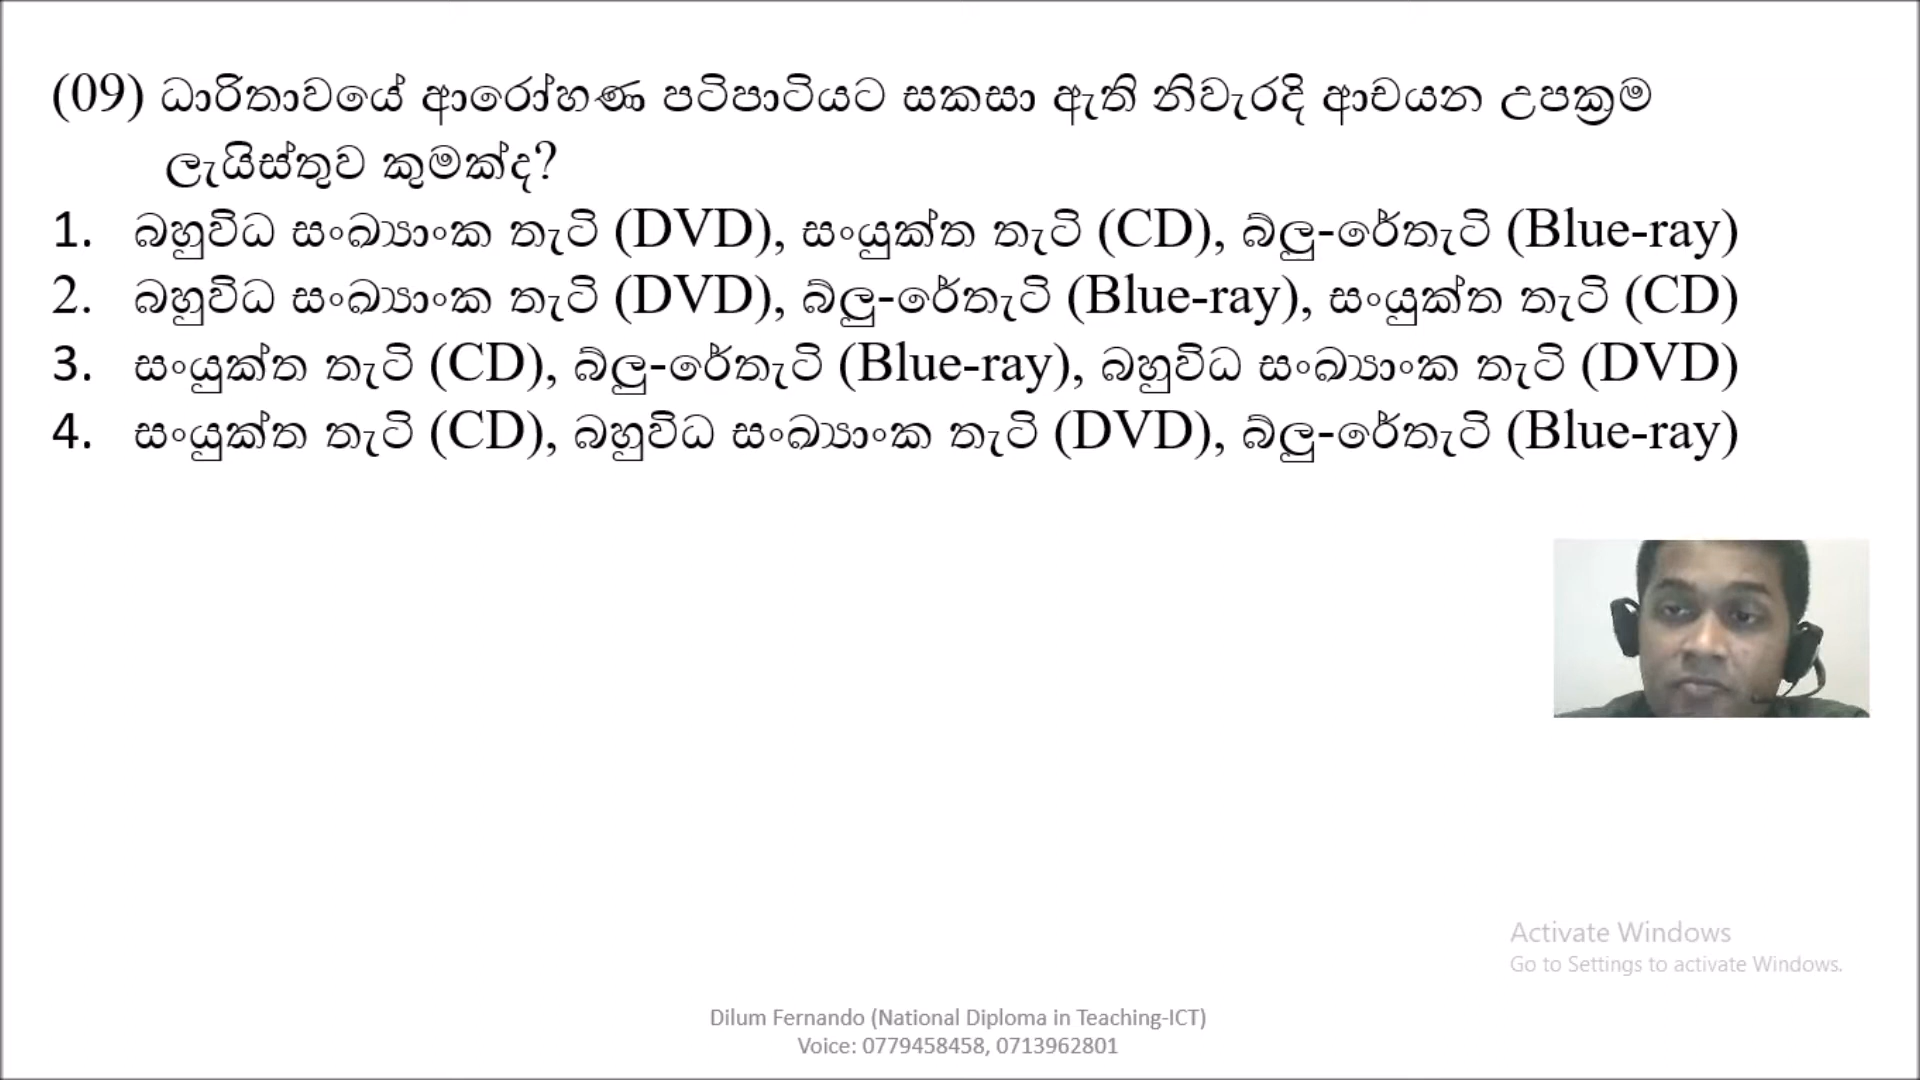 (09) ධාරිතාවයේ ආරෝහණ පටිපාටියට සකසා ඇති නිවැරදි ආචයන උපක්‍රම
ලැයිස්තුව කුමක්ද?
1. බහුවිධ සංඛ්‍යාංක තැටි (DVD), සංයුක්ත තැටි (CD), බ්ලු-රේතැටි (Blue-ray)
2. බහුවිධ සංඛ්‍යාංක තැටි (DVD), බ්ලු-රේතැටි (Blue-ray), සංයුක්ත තැටි (CD)
3. සංයුක්ත තැටි (CD), බ්ලු-රේතැටි (Blue-ray), බහුවිධ සංඛ්‍යාංක තැටි (DVD)
4. සංයුක්ත තැටි (CD), බහුවිධ සංඛ්‍යාංක තැටි (DVD), බ්ලු-රේතැටි (Blue-ray)
Activate Windows
Go to Settings to activate Windows.
Dilum Fernando (National Diploma in Teaching-ICT)
Voice: 0779458458, 0713962801